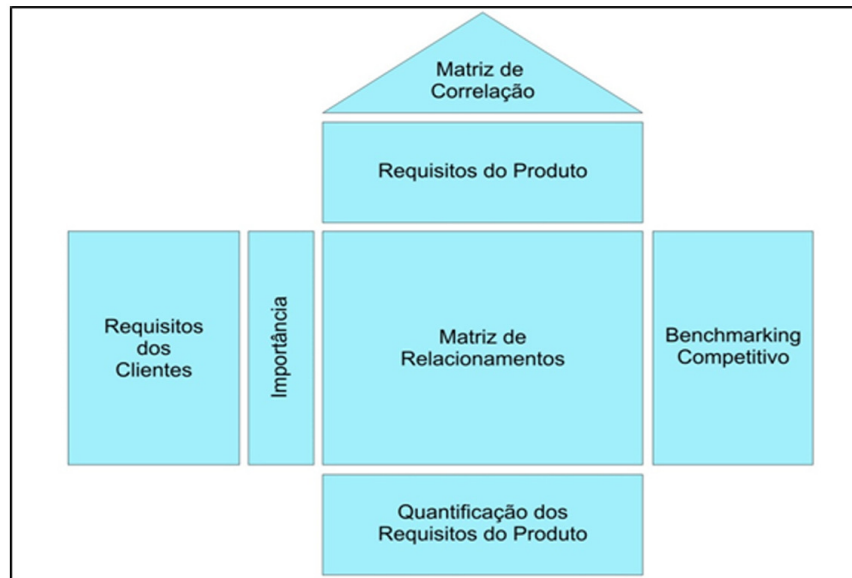 Matriz de
Correlação
Requisitos do Produto
Requisitos
dos
Clientes
Importância
Matriz de
Relacionamentos
Benchmarking
Competitivo
Quantificação dos
Requisitos do Produto